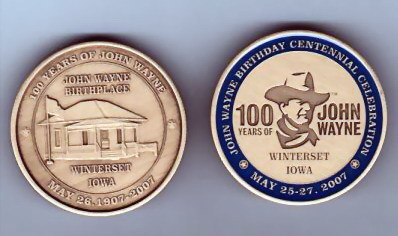 100 YEARS OF JOHN WAYNE
JOHN WAYNE
BIRTHPLACE
WINTERSET
IOWA
MAY 26, 1907-2007
JOHN WAYNE BIRTHDAY CENTENNIAL CELEBRATION
100
YEARS OF
JOHN
WAYNE
TM
WINTERSET
IOWA
MAY 25-27, 2007